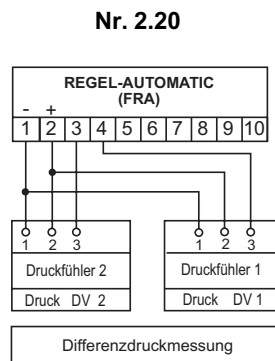 Nr. 2.20
REGEL-AUTOMATIC
(FRA)
- +
1 2 3 4 5 6 7 8 9 10
1 2 3 1 2 3
Druckfühler 2 Druckfühler 1
Druck DV 2 Druck DV 1
Differenzdruckmessung